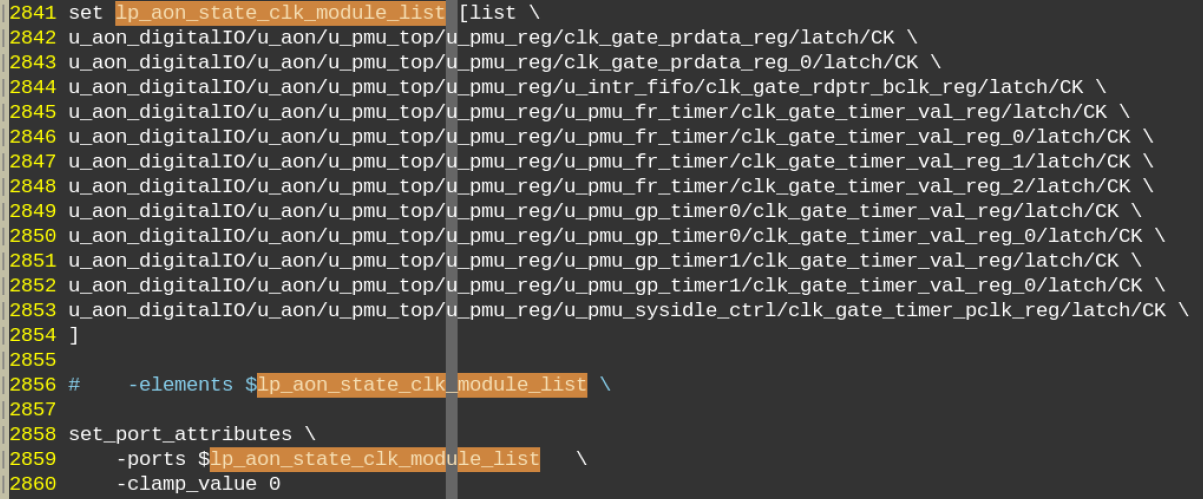 2841 set lp_aon_state_clk_module_list [list \
2842 u_aon_digitalIO/u_aon/u_pmu_top/u_pmu_reg/clk_gate_prdata_reg/latch/CK \
2843 u_aon_digitalIO/u_aon/u_pmu_top/u_pmu_reg/clk_gate_prdata_reg_0/latch/CK \
2844 u_aon_digitalIO/u_aon/u_pmu_top/u_pmu_reg/u_intr_fifo/clk_gate_rdptr_bclk_reg/latch/CK \
2845 u_aon_digitalIO/u_aon/u_pmu_top/u_pmu_reg/u_pmu_fr_timer/clk_gate_timer_val_reg/latch/CK \
2846 u_aon_digitalIO/u_aon/u_pmu_top/u_pmu_reg/u_pmu_fr_timer/clk_gate_timer_val_reg_0/latch/CK \
2847 u_aon_digitalIO/u_aon/u_pmu_top/u_pmu_reg/u_pmu_fr_timer/clk_gate_timer_val_reg_1/latch/CK \
2848 u_aon_digitalIO/u_aon/u_pmu_top/u_pmu_reg/u_pmu_fr_timer/clk_gate_timer_val_reg_2/latch/CK \
2849 u_aon_digitalIO/u_aon/u_pmu_top/u_pmu_reg/u_pmu_gp_timer0/clk_gate_timer_val_reg/latch/CK \
2850 u_aon_digitalIO/u_aon/u_pmu_top/u_pmu_reg/u_pmu_gp_timer0/clk_gate_timer_val_reg_0/latch/CK \
2851 u_aon_digitalIO/u_aon/u_pmu_top/u_pmu_reg/u_pmu_gp_timer1/clk_gate_timer_val_reg/latch/CK \
2852 u_aon_digitalIO/u_aon/u_pmu_top/u_pmu_reg/u_pmu_gp_timer1/clk_gate_timer_val_reg_0/latch/CK \
2853 u_aon_digitalIO/u_aon/u_pmu_top/u_pmu_reg/u_pmu_sysidle_ctrl/clk_gate_timer_pclk_reg/latch/CK \
2854 ]
2855
2856 #    -elements $lp_aon_state_clk_module_list \
2857
2858 set_port_attributes \
2859     -ports $lp_aon_state_clk_module_list   \
2860     -clamp_value 0